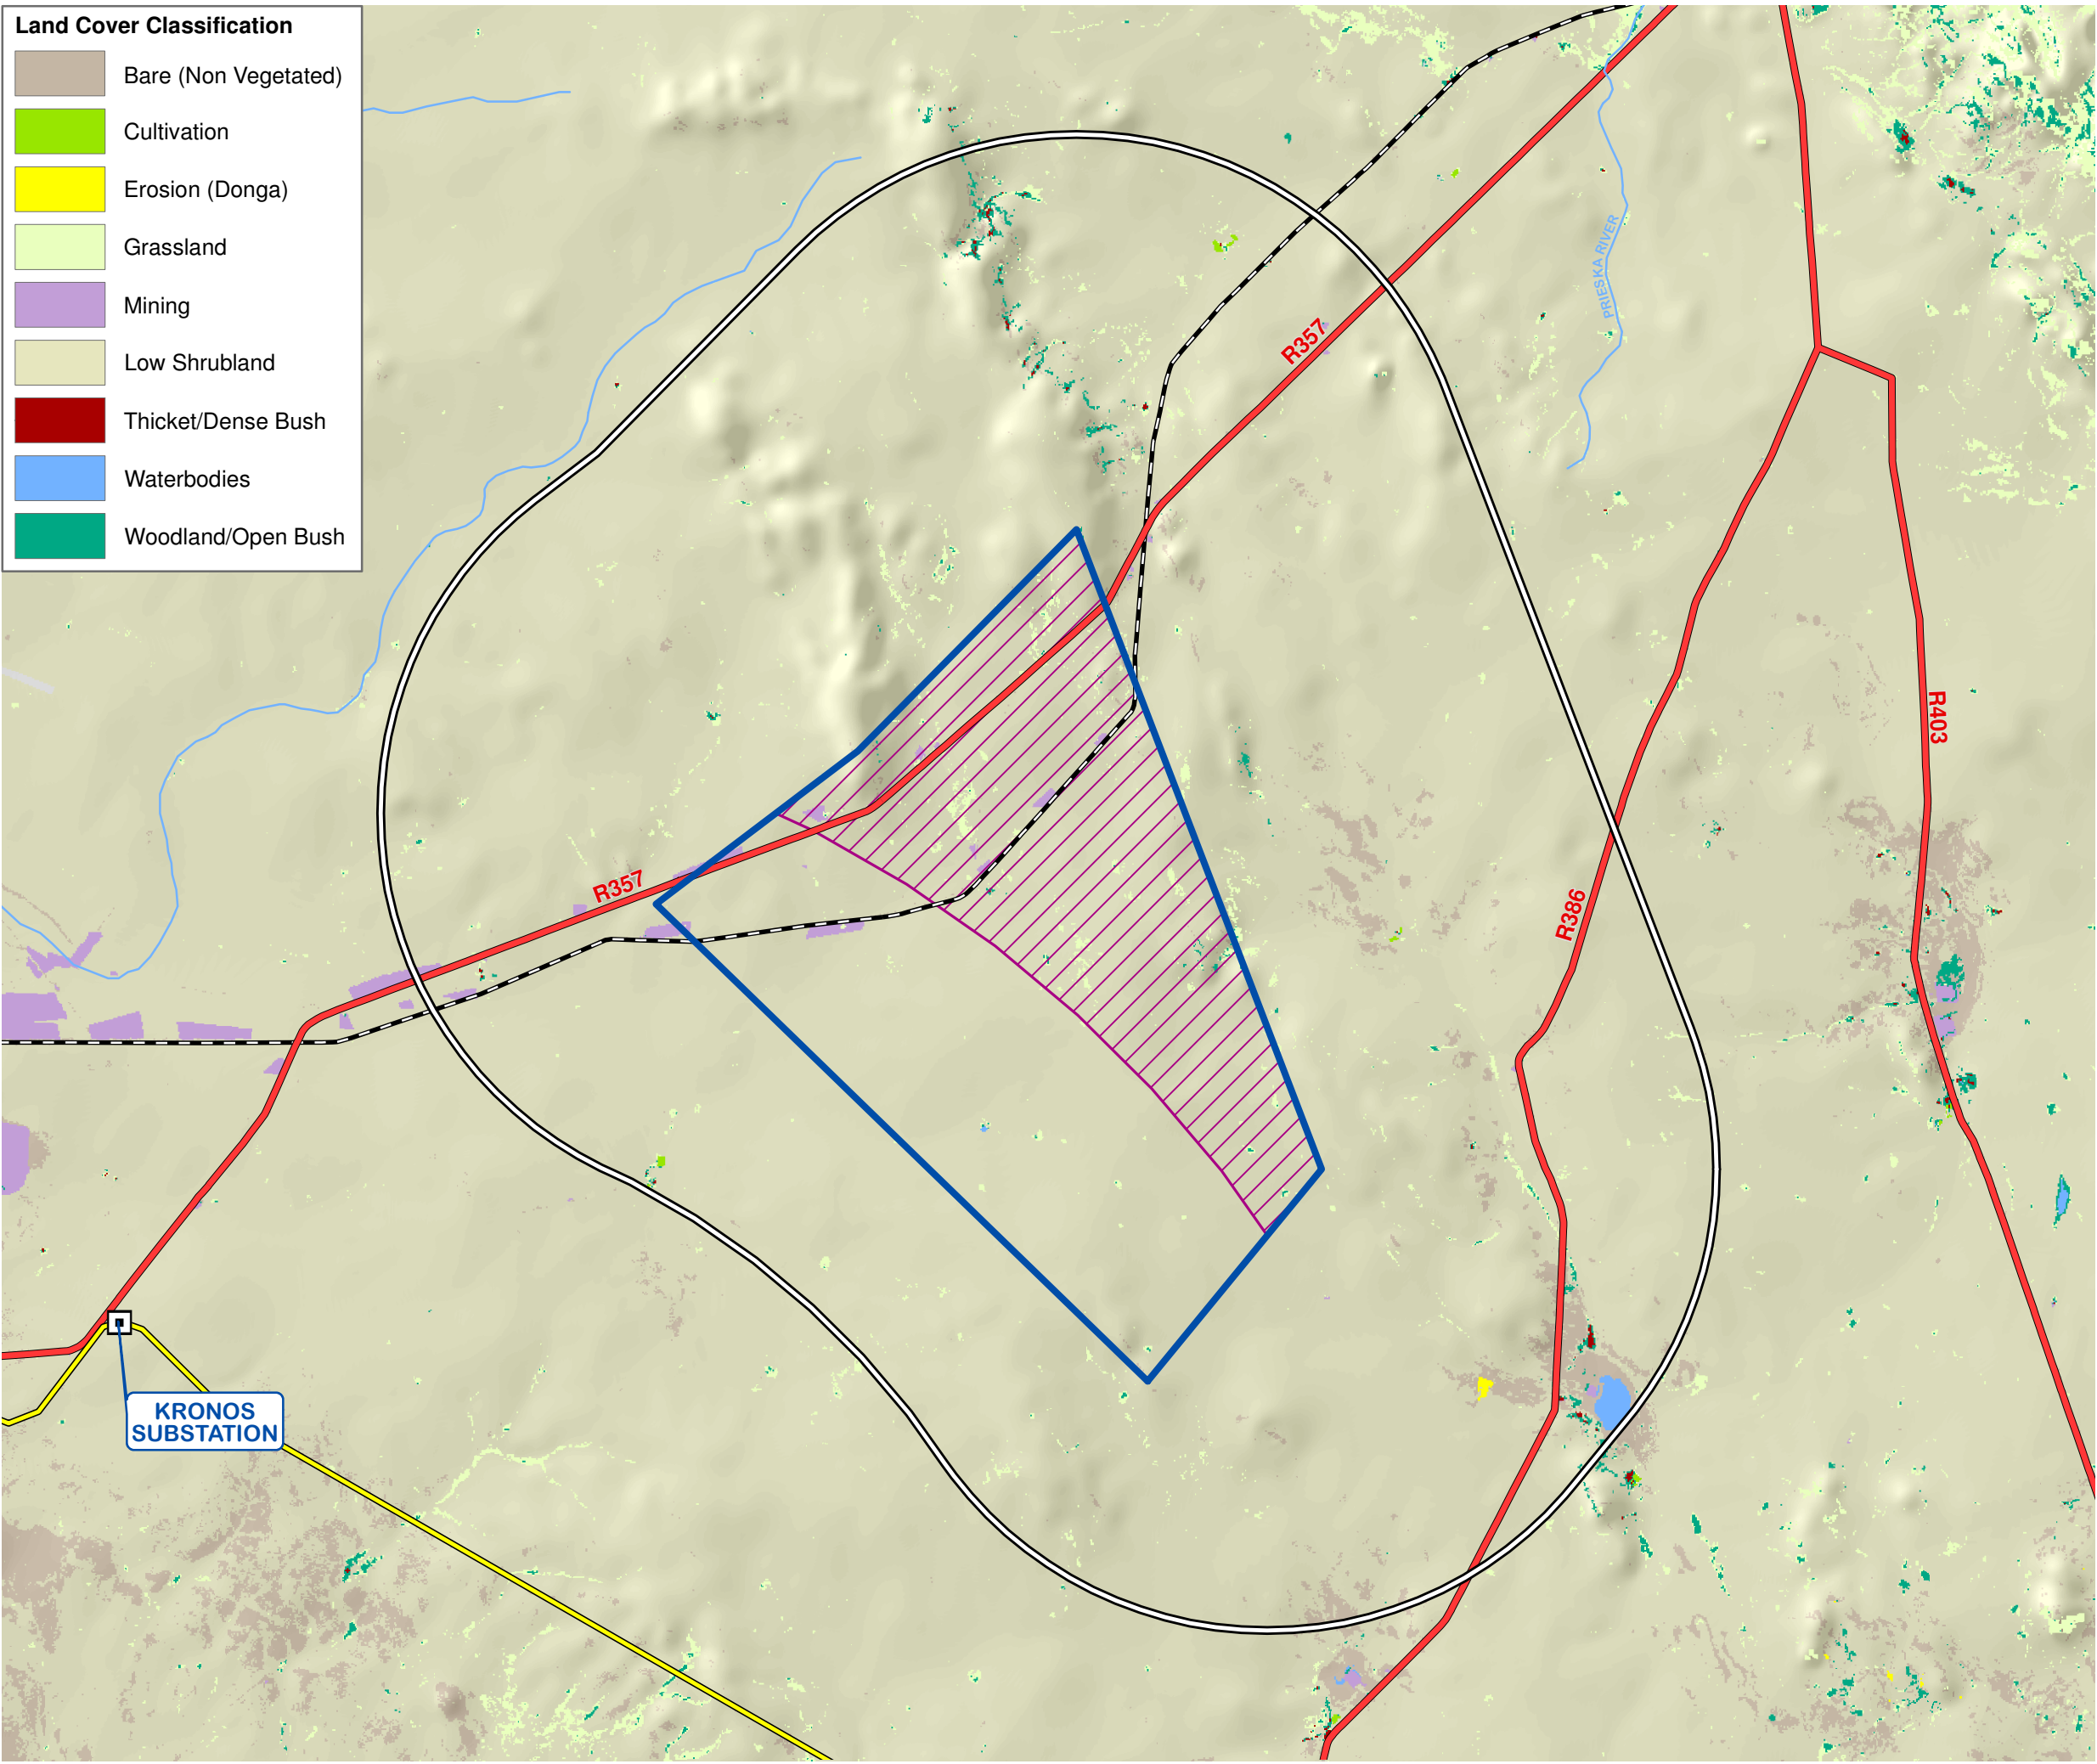 Land Cover Classification
Bare (Non Vegetated)
Cultivation
Erosion (Donga)
Grassland
Mining
Low Shrubland
Thicket/Dense Bush
Waterbodies
Woodland/Open Bush
PRIESKA RIVER
R357
R403
R357
R386
KRONOS
SUBSTATION